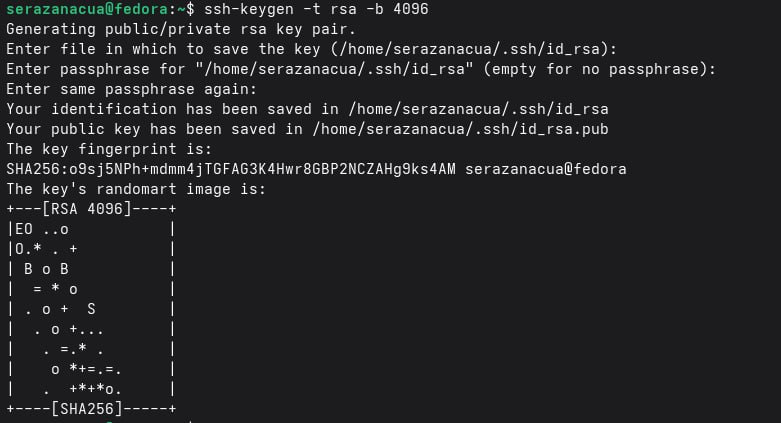 serazanacua@fedora:~$ ssh-keygen -t rsa -b 4096
Generating public/private rsa key pair.
Enter file in which to save the key (/home/serazanacua/.ssh/id_rsa):
Enter passphrase for "/home/serazanacua/.ssh/id_rsa" (empty for no passphrase):
Enter same passphrase again:
Your identification has been saved in /home/serazanacua/.ssh/id_rsa
Your public key has been saved in /home/serazanacua/.ssh/id_rsa.pub
The key fingerprint is:
SHA256:o9sj5NPh+mdmm4jTGFAG3K4Hwr8GBP2NCZAHg9ks4AM serazanacua@fedora
The key's randomart image is:
+---[RSA 4096]----+
|EO ..o           |
|O.* . +          |
| B o B           |
|  = * o          |
| . o +  S        |
|  . o +...       |
|   . =.* .       |
|    o *+=.=.     |
|   .  +*+*o.     |
+----[SHA256]-----+